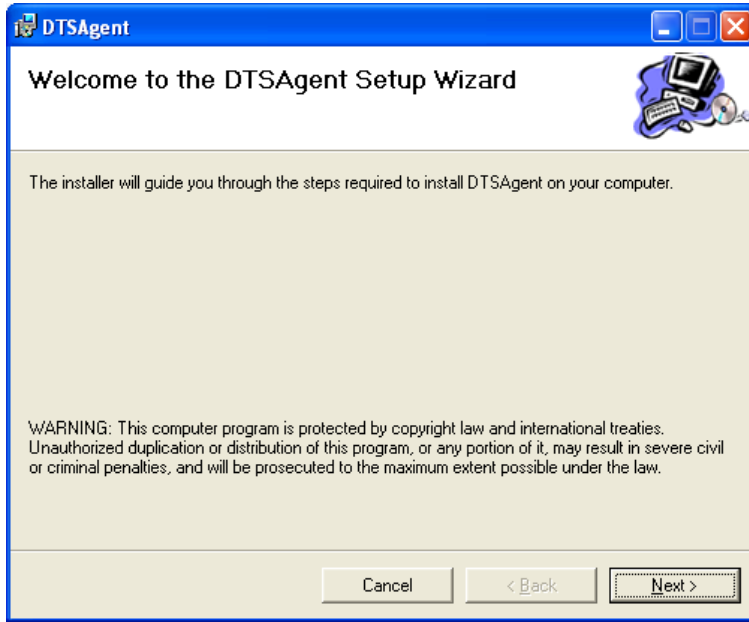 DTSAgent
Welcome to the DTSAgent Setup Wizard
The installer will guide you through the steps required to install DTSAgent on your computer.
WARNING: This computer program is protected by copyright law and international treaties.
Unauthorized duplication or distribution of this program, or any portion of it, may result in severe civil
or criminal penalties, and will be prosecuted to the maximum extent possible under the law.
Cancel < Back Next >